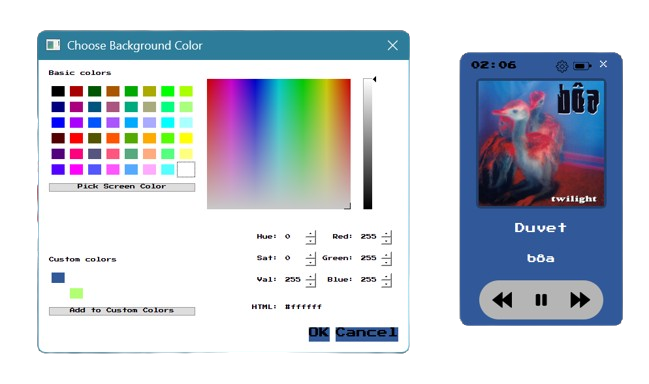 Choose Background Color
Basic colors
Pick Screen Color
Hue: 0 Red: 255
Sat: 0 Green: 255
Val: 255 Blue: 255
Custom colors
HTML: #ffffff
Add to Custom Colors
OK Cancel
02:06
bôa
twilight
Duvet
bôa